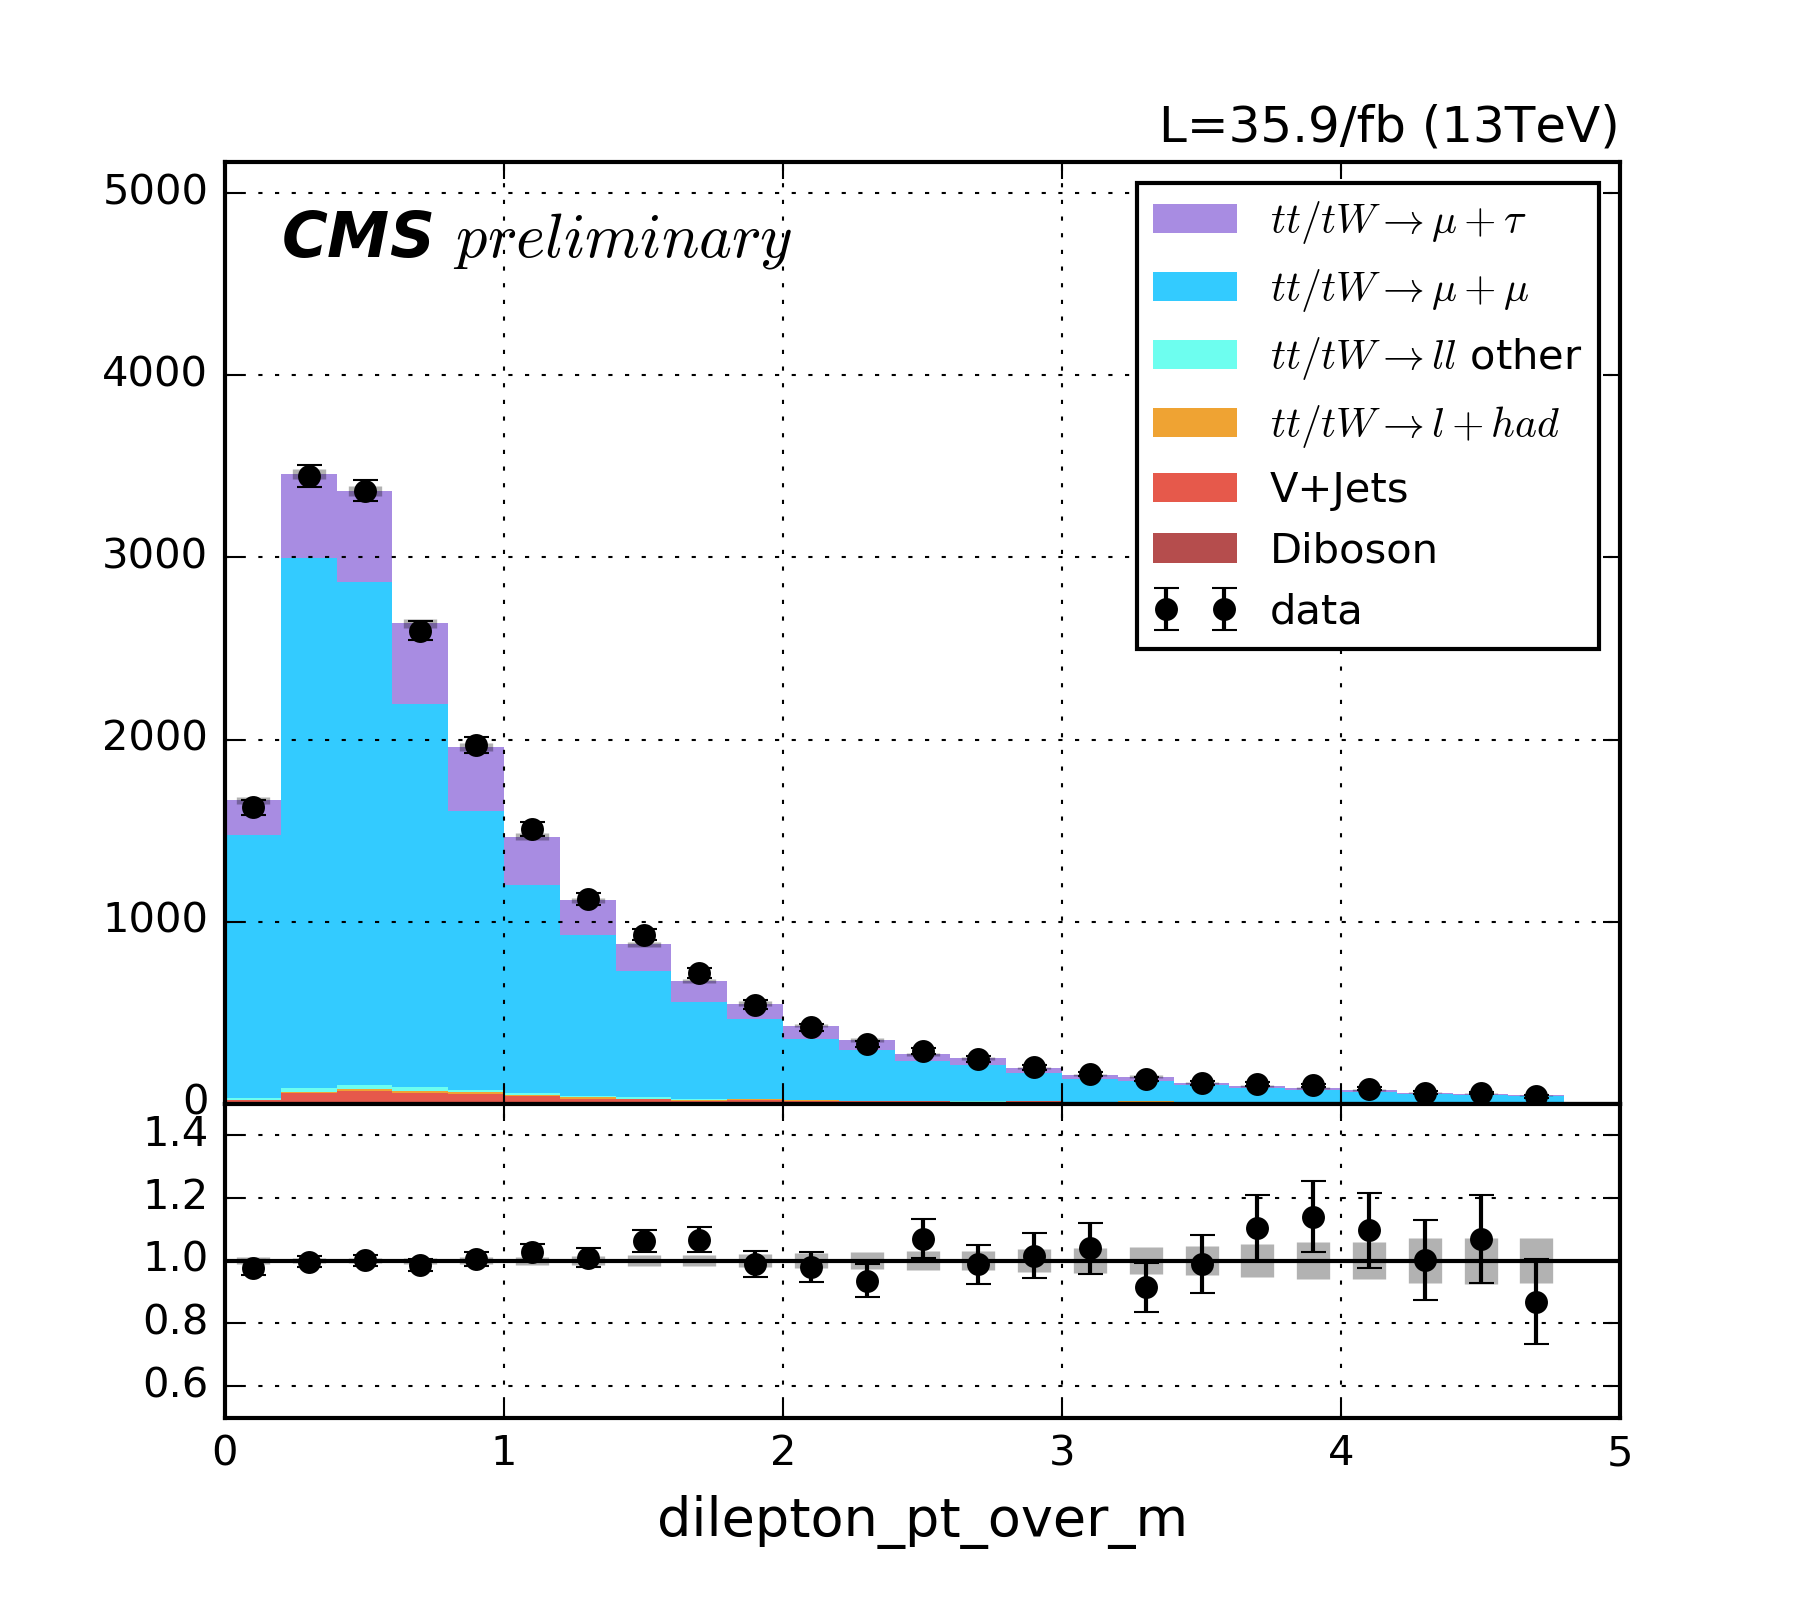 L=35.9/fb (13TeV)
CMS preliminary
5000
4000
3000
2000
1000
0
tt/tW→μ+τ
tt/tW→μ+μ
tt/tW→ll other
tt/tW→l+had
V+Jets
Diboson
data
1.4
1.2
1.0
0.8
0.6
0 1 2 3 4 5
dilepton_pt_over_m